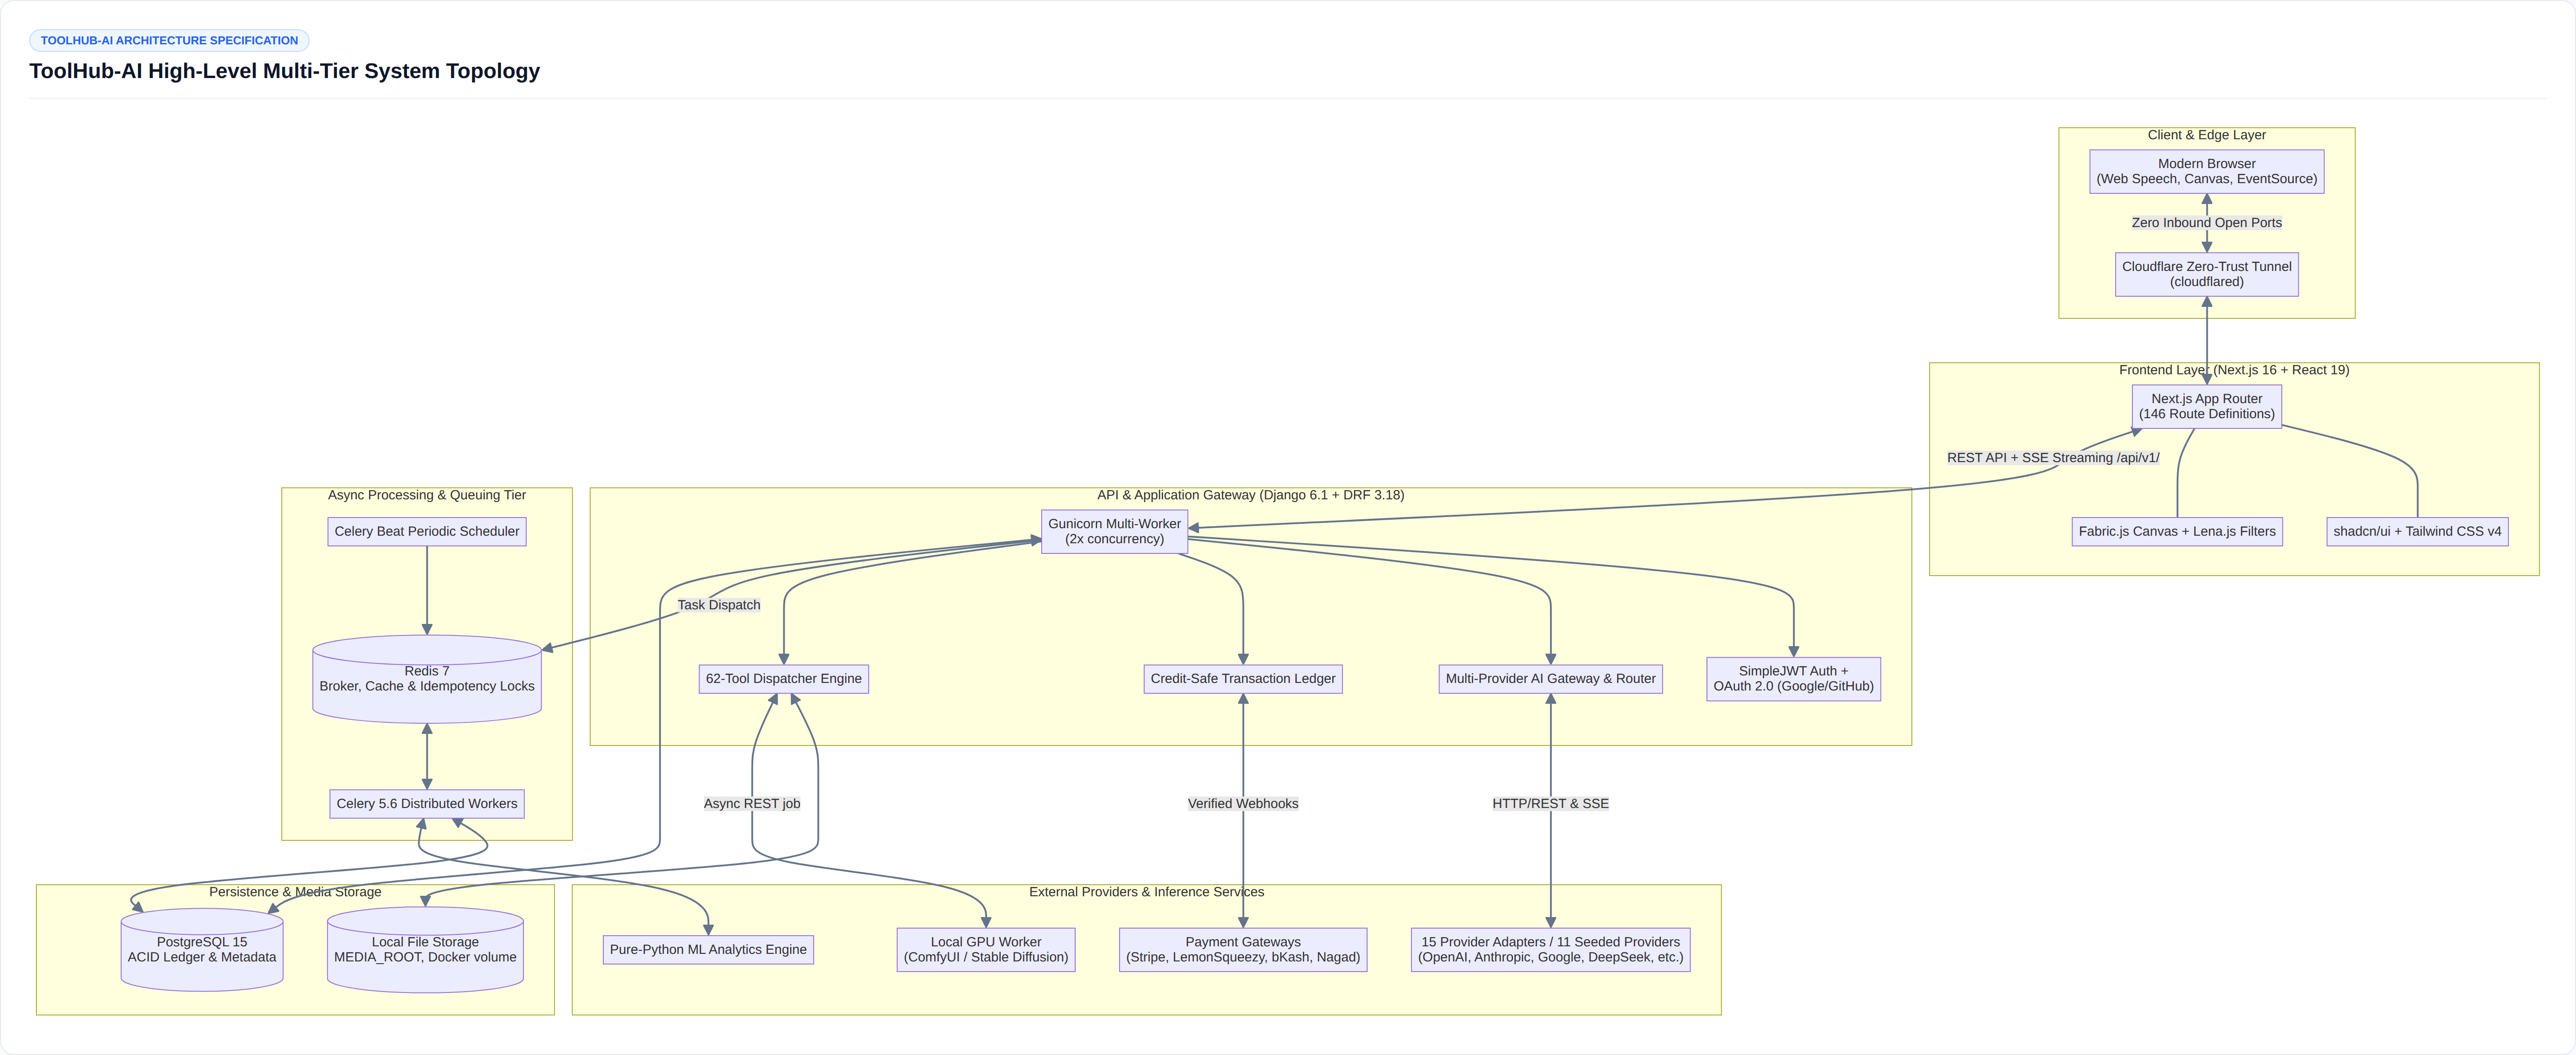 TOOLHUB-AI ARCHITECTURE SPECIFICATION
ToolHub-AI High-Level Multi-Tier System Topology
Client & Edge Layer
Modern Browser
(Web Speech, Canvas, EventSource)
Zero Inbound Open Ports
Cloudflare Zero-Trust Tunnel
(cloudflared)
Frontend Layer (Next.js 16 + React 19)
Next.js App Router
(146 Route Definitions)
REST API + SSE Streaming /api/v1/
Fabric.js Canvas + Lena.js Filters
shadcn/ui + Tailwind CSS v4
Async Processing & Queuing Tier
Celery Beat Periodic Scheduler
Redis 7
Broker, Cache & Idempotency Locks
Celery 5.6 Distributed Workers
API & Application Gateway (Django 6.1 + DRF 3.18)
Gunicorn Multi-Worker
(2x concurrency)
Task Dispatch
62-Tool Dispatcher Engine
Credit-Safe Transaction Ledger
Multi-Provider AI Gateway & Router
SimpleJWT Auth +
OAuth 2.0 (Google/GitHub)
Async REST job
Verified Webhooks
HTTP/REST & SSE
Persistence & Media Storage
PostgreSQL 15
ACID Ledger & Metadata
Local File Storage
MEDIA_ROOT, Docker volume
External Providers & Inference Services
Pure-Python ML Analytics Engine
Local GPU Worker
(ComfyUI / Stable Diffusion)
Payment Gateways
(Stripe, LemonSqueezy, bKash, Nagad)
15 Provider Adapters / 11 Seeded Providers
(OpenAI, Anthropic, Google, DeepSeek, etc.)